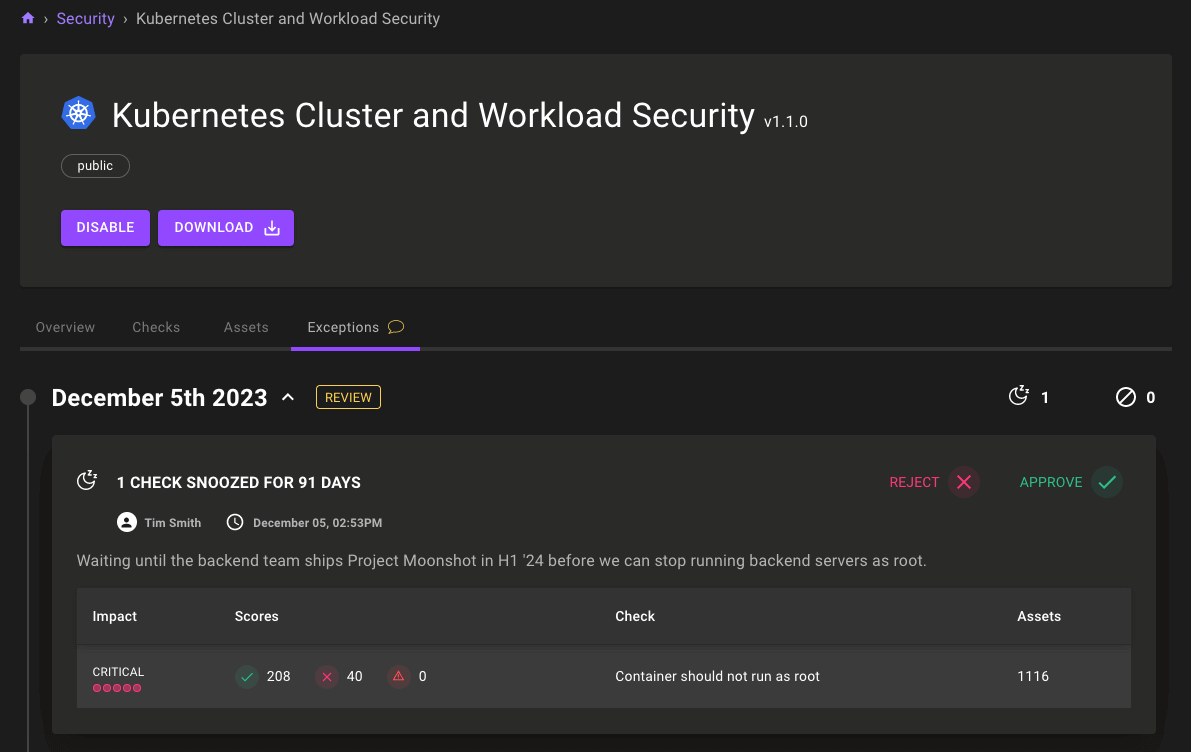 › Security › Kubernetes Cluster and Workload Security
Kubernetes Cluster and Workload Security v1.1.0
public
DISABLE DOWNLOAD
Overview Checks Assets Exceptions
December 5th 2023 REVIEW 1 0
1 CHECK SNOOZED FOR 91 DAYS REJECT APPROVE
Tim Smith December 05, 02:53PM
Waiting until the backend team ships Project Moonshot in H1 '24 before we can stop running backend servers as root.
Impact Scores Check Assets
CRITICAL 208 40 0 Container should not run as root 1116